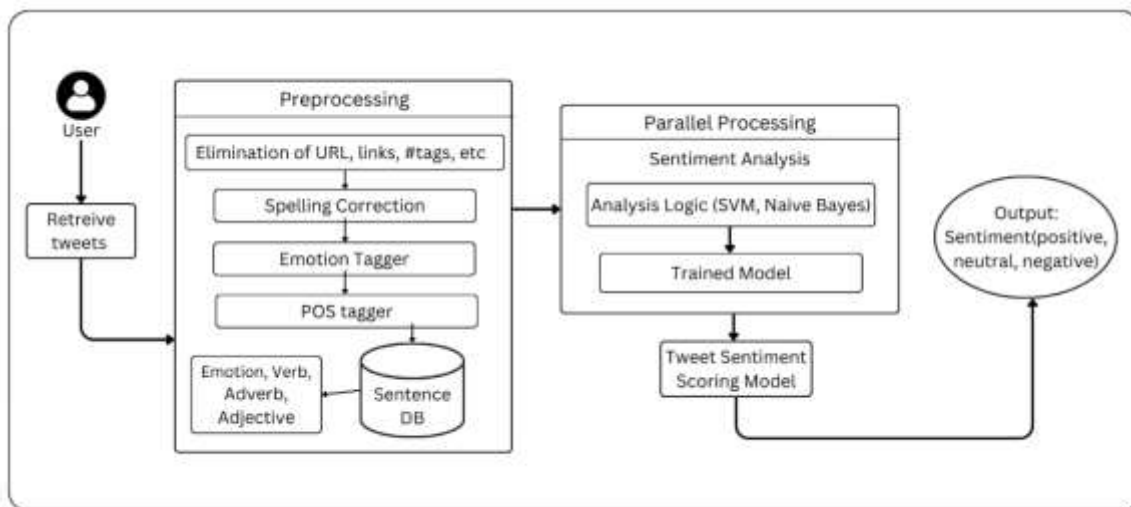 User
Retreive
tweets
Preprocessing
Elimination of URL, links, #tags, etc
Spelling Correction
Emotion Tagger
POS tagger
Emotion, Verb,
Adverb,
Adjective
Sentence
DB
Parallel Processing
Sentiment Analysis
Analysis Logic (SVM, Naive Bayes)
Trained Model
Tweet Sentiment
Scoring Model
Output:
Sentiment(positive,
neutral, negative)